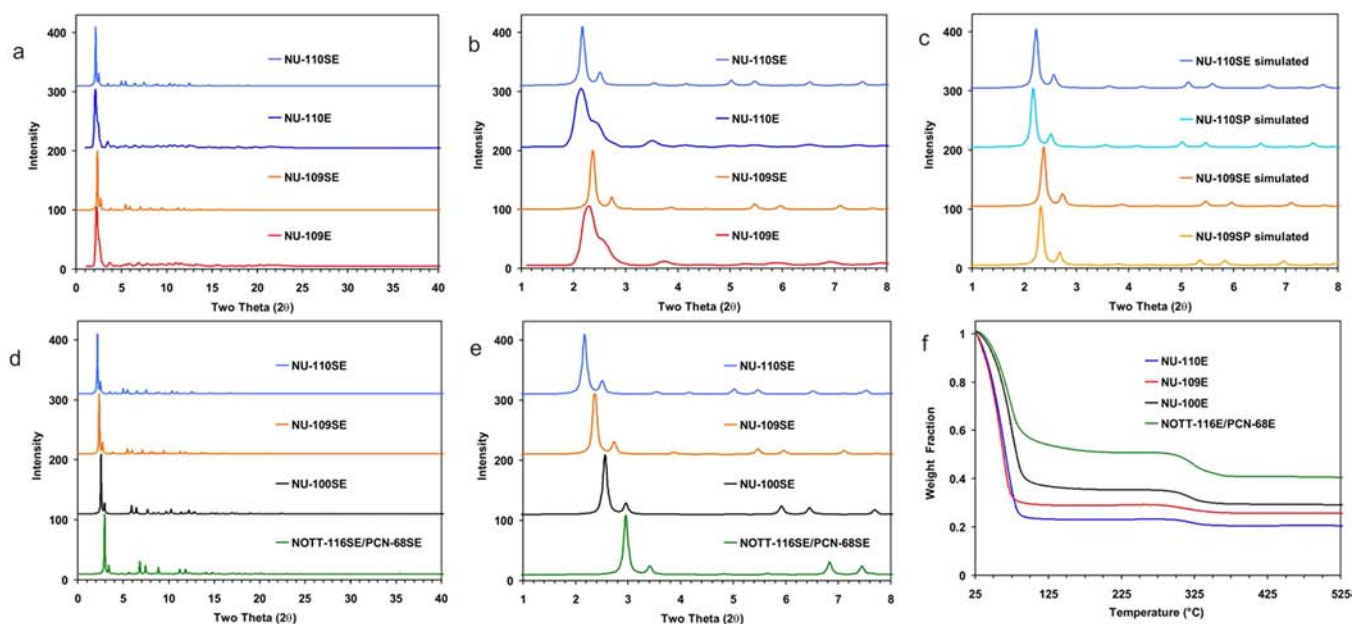 a
400
300
200
100
0
Intensity
NU-110SE
NU-110E
NU-109SE
NU-109E
0 5 10 15 20 25 30 35 40
Two Theta (2θ)
b
400
300
200
100
0
Intensity
NU-110SE
NU-110E
NU-109SE
NU-109E
1 2 3 4 5 6 7 8
Two Theta (2θ)
c
400
300
200
100
0
Intensity
NU-110SE simulated
NU-110SP simulated
NU-109SE simulated
NU-109SP simulated
1 2 3 4 5 6 7 8
Two Theta (2θ)
d
400
300
200
100
0
Intensity
NU-110SE
NU-109SE
NU-100SE
NOTT-116SE/PCN-68SE
0 5 10 15 20 25 30 35 40
Two Theta (2θ)
e
400
300
200
100
0
Intensity
NU-110SE
NU-109SE
NU-100SE
NOTT-116SE/PCN-68SE
1 2 3 4 5 6 7 8
Two Theta (2θ)
f
1
0.8
0.6
0.4
0.2
0
Weight Fraction
NU-110E
NU-109E
NU-100E
NOTT-116E/PCN-68E
25 125 225 325 425 525
Temperature (°C)